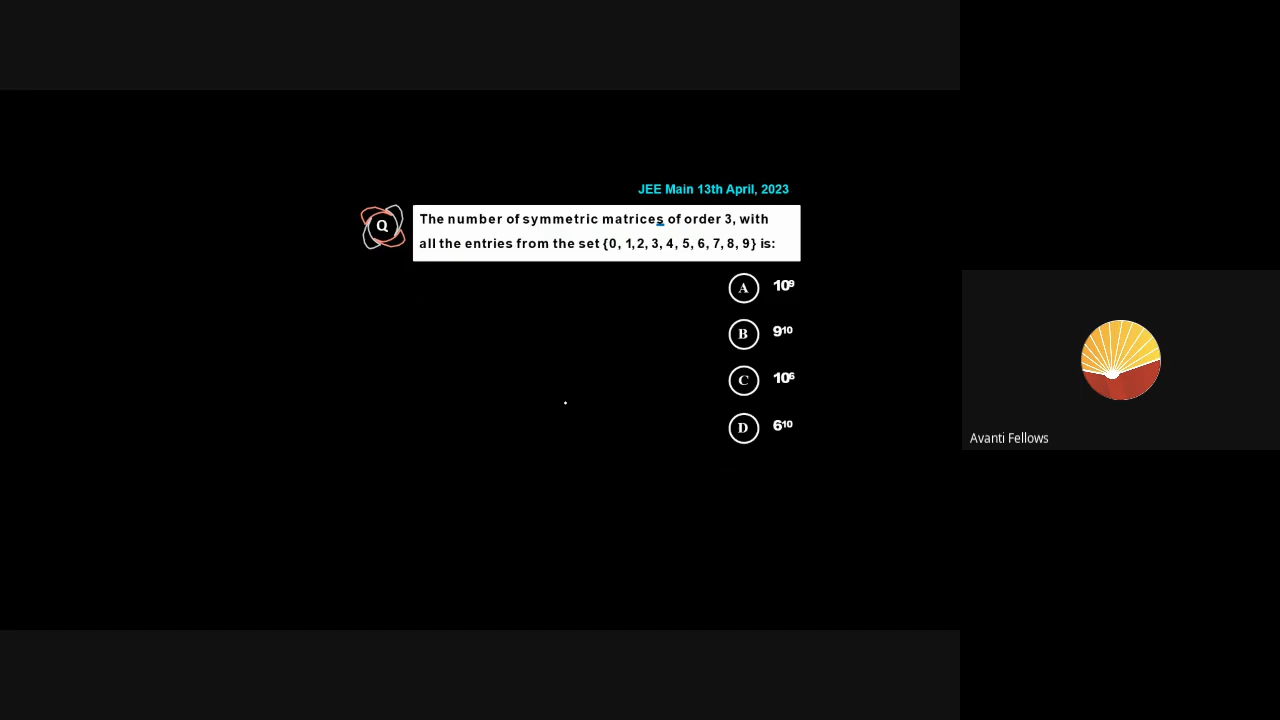 JEE Main 13th April, 2023
Q
The number of symmetric matrices of order 3, with
all the entries from the set {0, 1, 2, 3, 4, 5, 6, 7, 8, 9} is:
A 10⁹
B 9¹⁰
C 10⁶
D 6¹⁰
Avanti Fellows